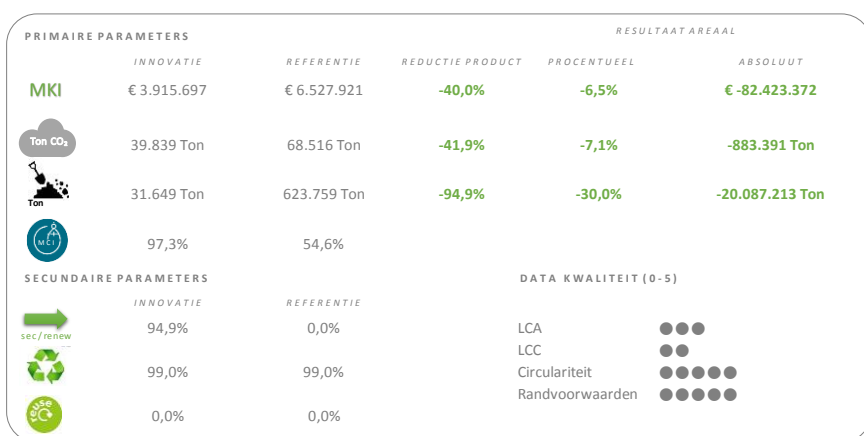 PRIMAIRE PARAMETERS
RESULTAAT AREAAL
INNOVATIE REFERENTIE REDUCTIE PRODUCT PROCENTUEEL ABSOLUUT
MKI € 3.915.697 € 6.527.921 -40,0% -6,5% € -82.423.372
Ton CO₂ 39.839 Ton 68.516 Ton -41,9% -7,1% -883.391 Ton
Ton 31.649 Ton 623.759 Ton -94,9% -30,0% -20.087.213 Ton
MCI 97,3% 54,6%
SECUNDAIRE PARAMETERS DATA KWALITEIT (0-5)
INNOVATIE REFERENTIE
sec/renew 94,9% 0,0% LCA
LCC
99,0% 99,0% Circulariteit
Randvoorwaarden
reuse 0,0% 0,0%